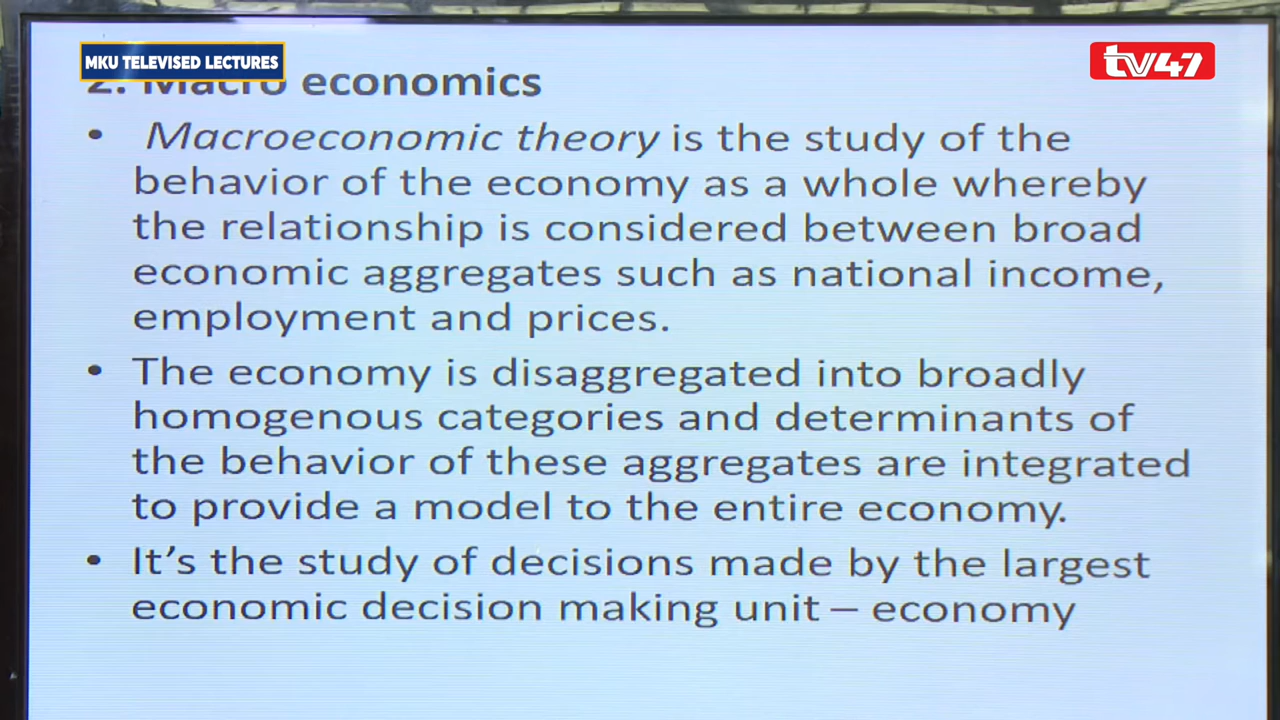 MKU TELEVISED LECTURES
tv47
2. Macro economics
• Macroeconomic theory is the study of the
behavior of the economy as a whole whereby
the relationship is considered between broad
economic aggregates such as national income,
employment and prices.
• The economy is disaggregated into broadly
homogenous categories and determinants of
the behavior of these aggregates are integrated
to provide a model to the entire economy.
• It’s the study of decisions made by the largest
economic decision making unit – economy